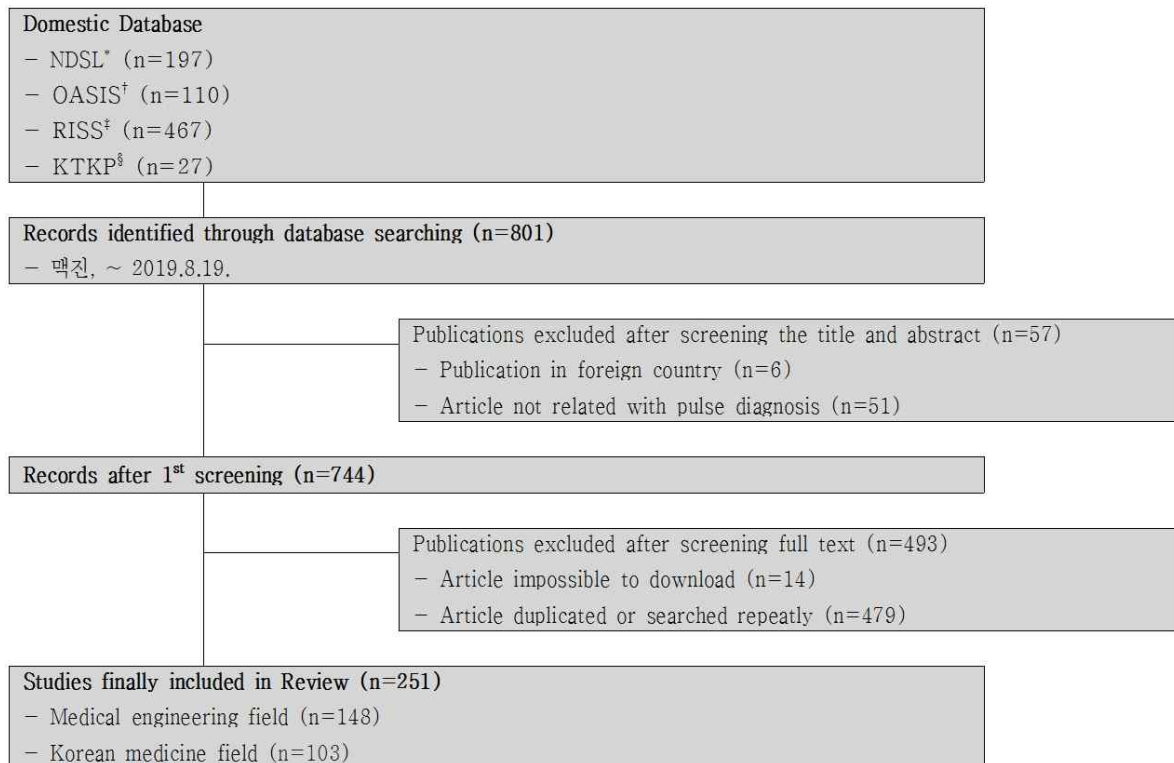 Domestic Database
- NDSL* (n=197)
- OASIS† (n=110)
- RISS‡ (n=467)
- KTKP§ (n=27)
Records identified through database searching (n=801)
- 맥진, ~ 2019.8.19.
Publications excluded after screening the title and abstract (n=57)
- Publication in foreign country (n=6)
- Article not related with pulse diagnosis (n=51)
Records after 1st screening (n=744)
Publications excluded after screening full text (n=493)
- Article impossible to download (n=14)
- Article duplicated or searched repeatly (n=479)
Studies finally included in Review (n=251)
- Medical engineering field (n=148)
- Korean medicine field (n=103)